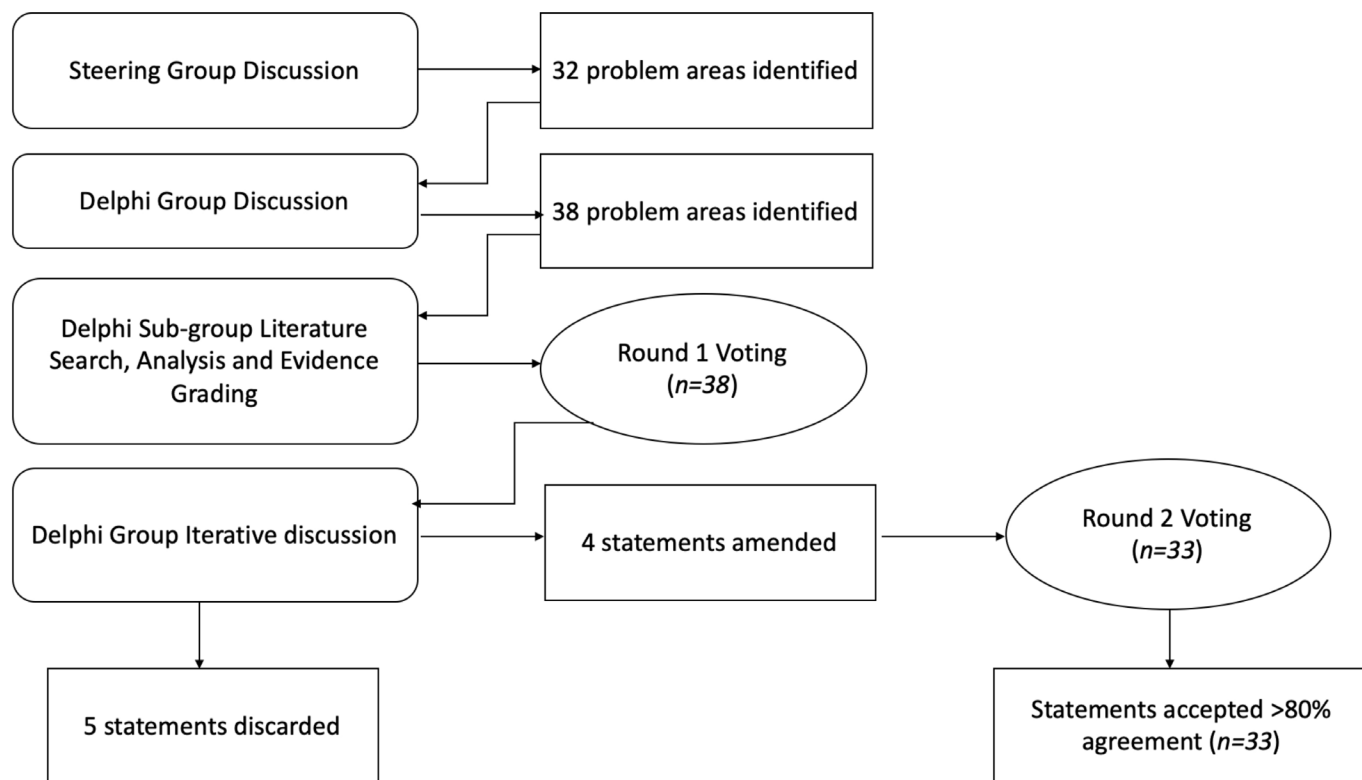 Steering Group Discussion
32 problem areas identified
Delphi Group Discussion
38 problem areas identified
Delphi Sub-group Literature
Search, Analysis and Evidence
Grading
Round 1 Voting
(n=38)
Delphi Group Iterative discussion
4 statements amended
Round 2 Voting
(n=33)
5 statements discarded
Statements accepted >80%
agreement (n=33)